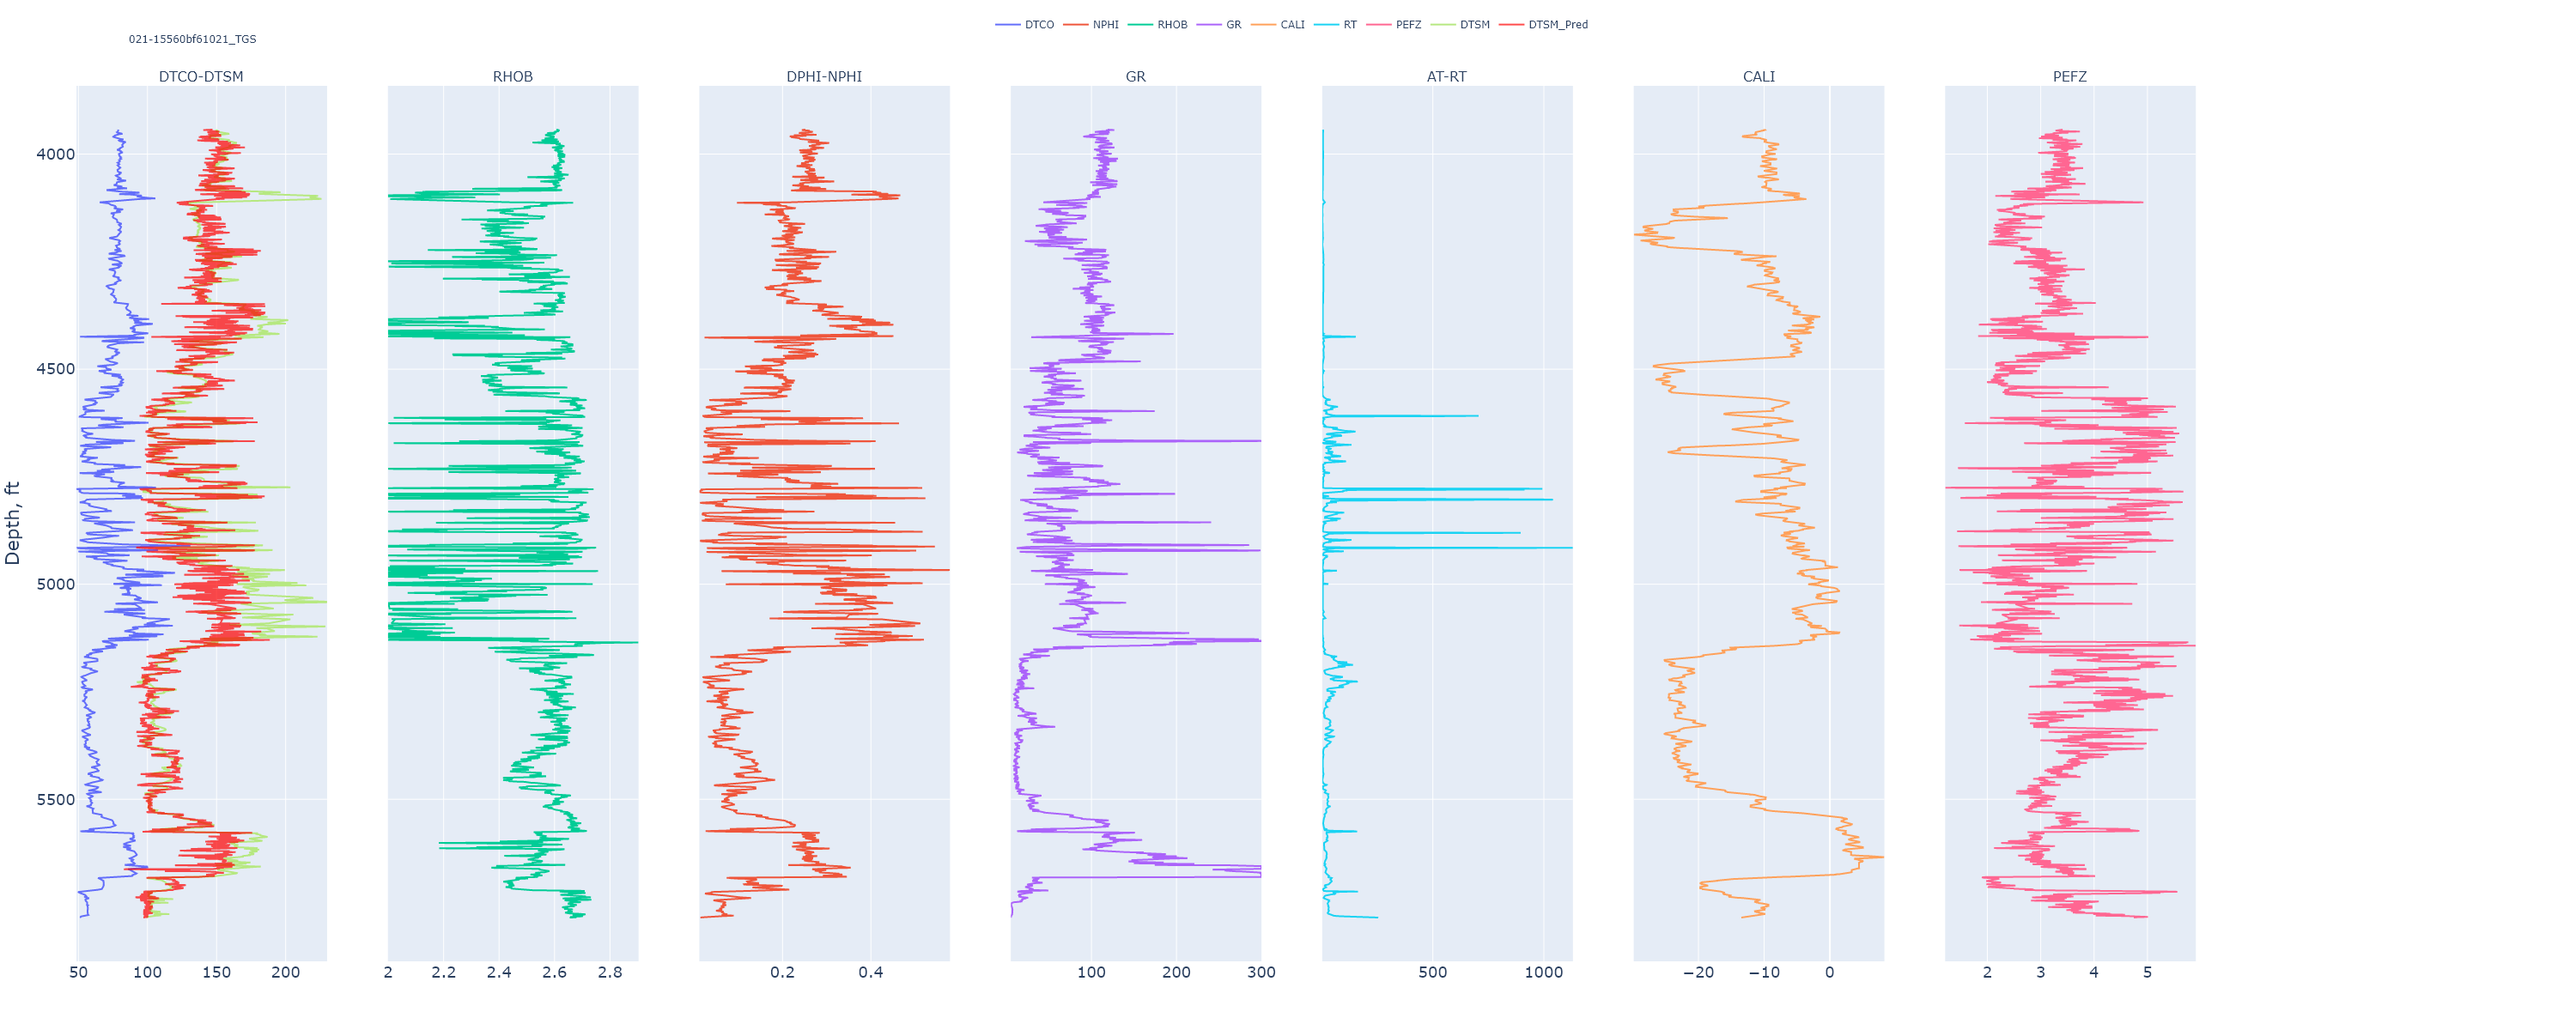 DTCO NPHI RHOB GR CALI RT PEFZ DTSM DTSM_Pred
021-15560bf61021_TGS
DTCO-DTSM RHOB DPHI-NPHI GR AT-RT CALI PEFZ
Depth, ft
4000
4500
5000
5500
50 100 150 200 2 2.2 2.4 2.6 2.8 0.2 0.4 100 200 300 500 1000 −20 −10 0 2 3 4 5